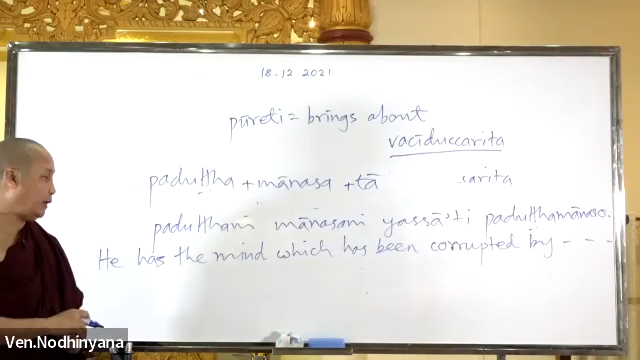 18.12 2021
pūreti = brings about
vacīduccarita
paduṭṭha + mānasa + tā
carita
paduṭṭhaṁ mānasaṁ yassā'ti paduṭṭhamānaso.
He has the mind which has been corrupted by - - -
Ven.Nodhinyana